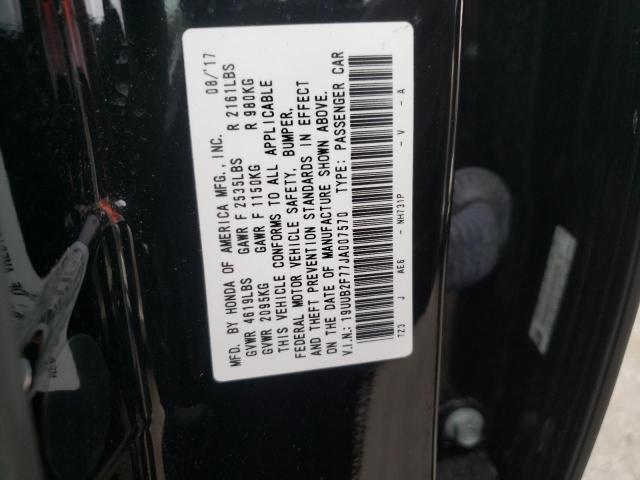 MFD. BY HONDA OF AMERICA MFG., INC. 08/'17
GVWR 4619LBS GAWR F 2535LBS R 2161LBS
GVWR 2095KG GAWR F 1150KG R 980KG
THIS VEHICLE CONFORMS TO ALL APPLICABLE
FEDERAL MOTOR VEHICLE SAFETY, BUMPER,
AND THEFT PREVENTION STANDARDS IN EFFECT
ON THE DATE OF MANUFACTURE SHOWN ABOVE.
V.I.N.: 19UUB2F77JA007570 TYPE: PASSENGER CAR
TZ3 J AE6 - NH731P - V - A